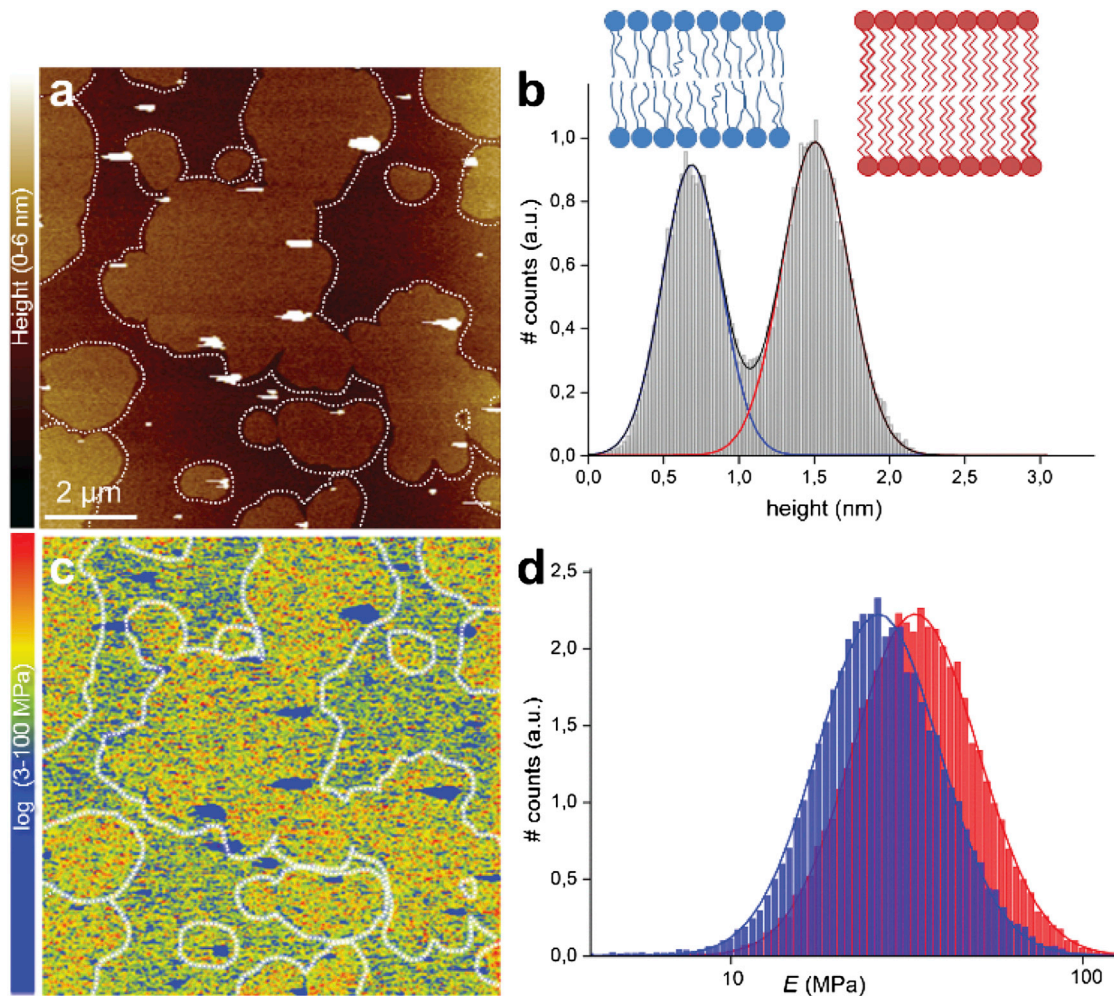 a
Height (0-6 nm)
2 µm
b
# counts (a.u.)
1,0
0,8
0,6
0,4
0,2
0,0
0,0 0,5 1,0 1,5 2,0 2,5 3,0
height (nm)
c
log (3-100 MPa)
d
# counts (a.u.)
2,5
2,0
1,5
1,0
0,5
0,0
10 100
E (MPa)